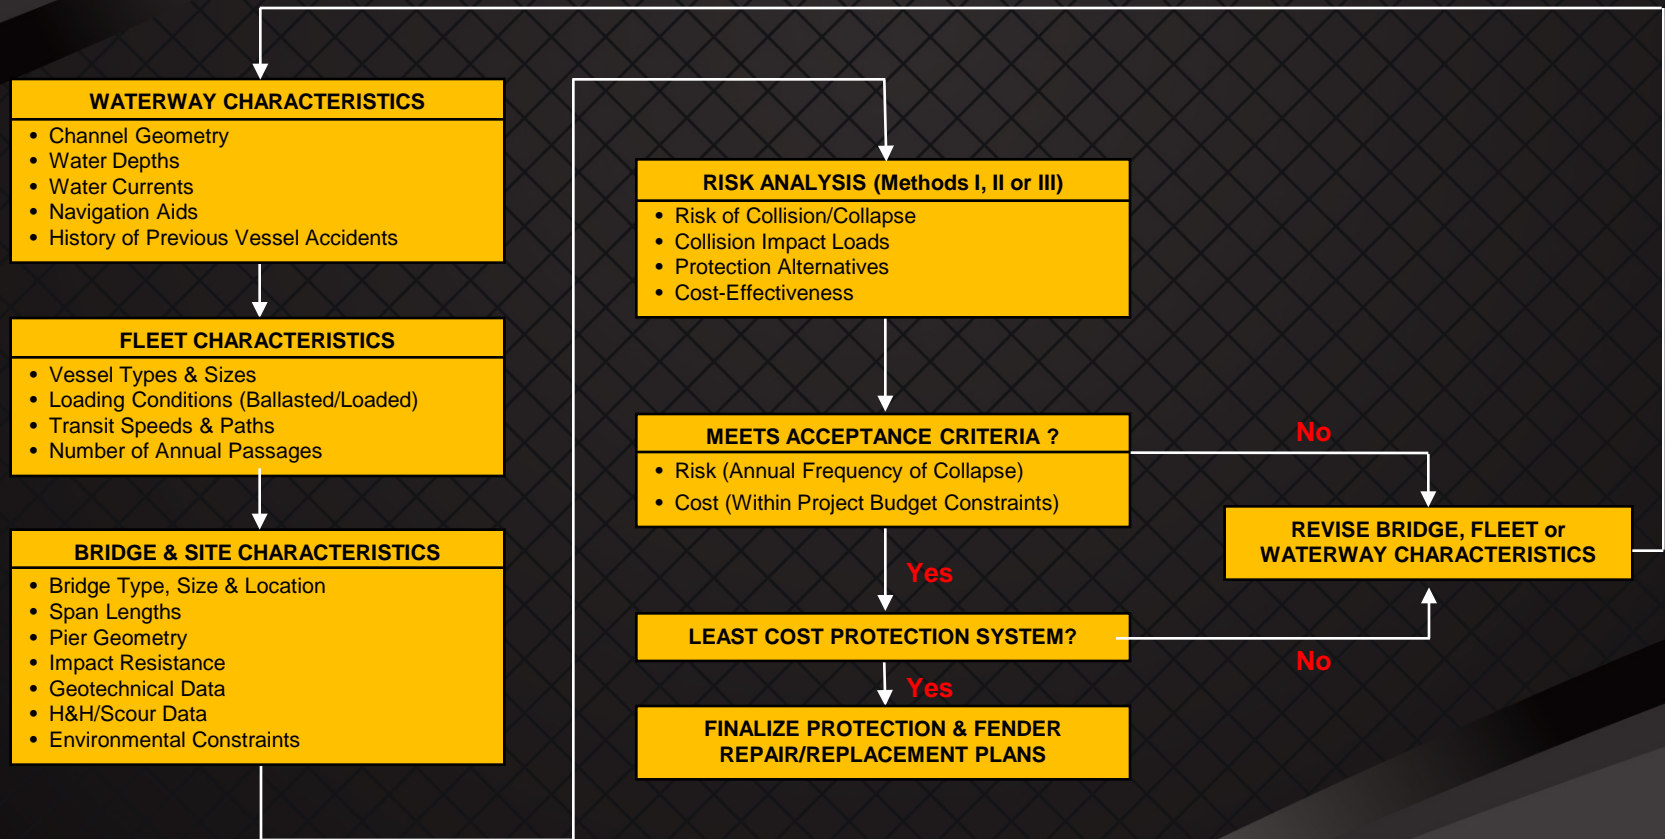 WATERWAY CHARACTERISTICS
• Channel Geometry
• Water Depths
• Water Currents
• Navigation Aids
• History of Previous Vessel Accidents
FLEET CHARACTERISTICS
• Vessel Types & Sizes
• Loading Conditions (Ballasted/Loaded)
• Transit Speeds & Paths
• Number of Annual Passages
BRIDGE & SITE CHARACTERISTICS
• Bridge Type, Size & Location
• Span Lengths
• Pier Geometry
• Impact Resistance
• Geotechnical Data
• H&H/Scour Data
• Environmental Constraints
RISK ANALYSIS (Methods I, II or III)
• Risk of Collision/Collapse
• Collision Impact Loads
• Protection Alternatives
• Cost-Effectiveness
MEETS ACCEPTANCE CRITERIA ?
• Risk (Annual Frequency of Collapse)
• Cost (Within Project Budget Constraints)
No
REVISE BRIDGE, FLEET or
WATERWAY CHARACTERISTICS
Yes
LEAST COST PROTECTION SYSTEM?
No
Yes
FINALIZE PROTECTION & FENDER
REPAIR/REPLACEMENT PLANS